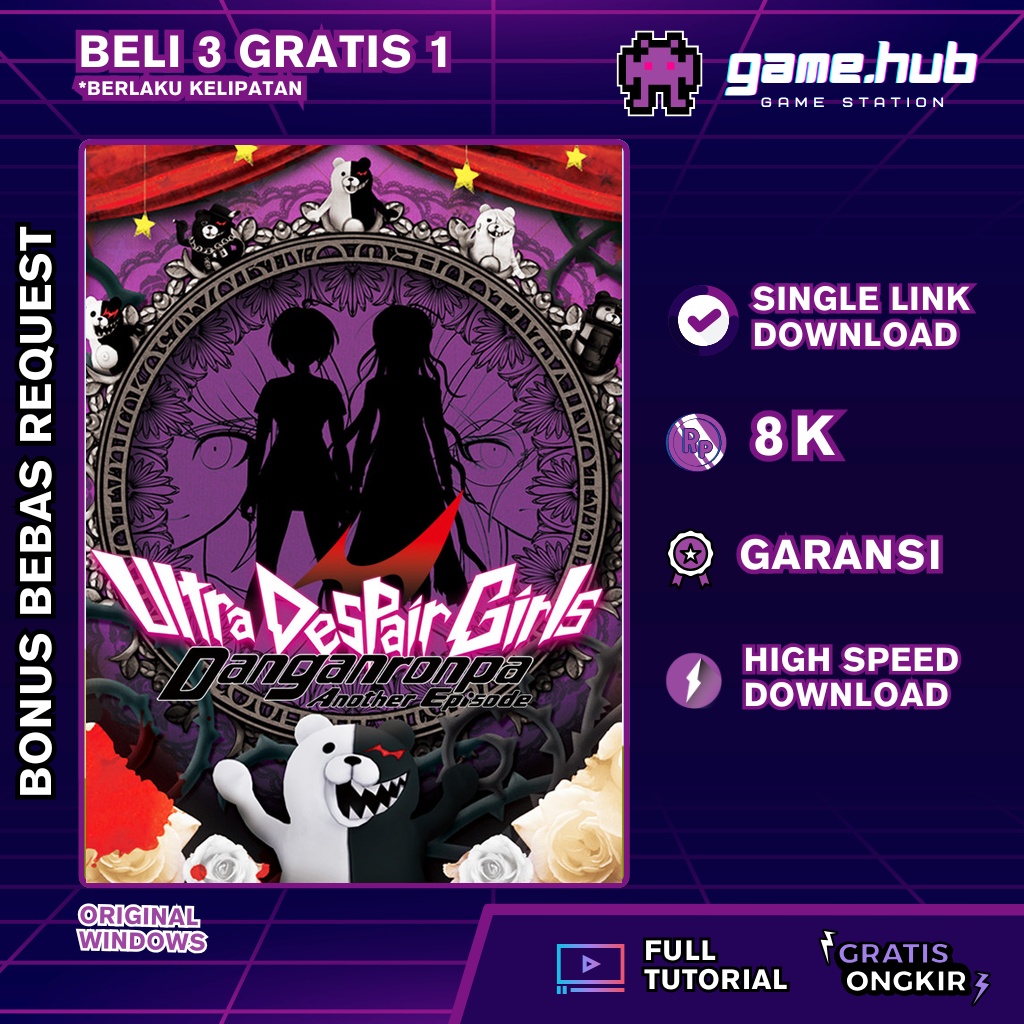 BELI 3 GRATIS 1
*BERLAKU KELIPATAN
game.hub
GAME STATION
BONUS BEBAS REQUEST
Ultra Despair Girls
Danganronpa
Another Episode
SINGLE LINK
DOWNLOAD
Rp
8K
GARANSI
HIGH SPEED
DOWNLOAD
ORIGINAL
WINDOWS
FULL
TUTORIAL
GRATIS
ONGKIR